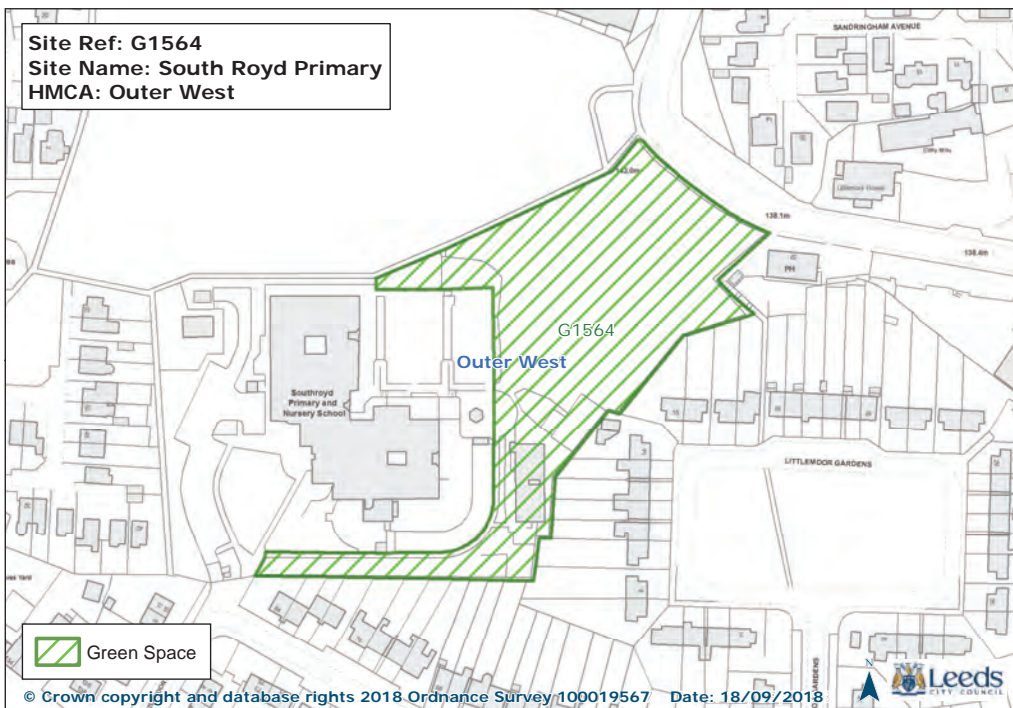 Site Ref: G1564
Site Name: South Royd Primary
HMCA: Outer West
SANDRINGHAM AVENUE
143.0m
138.1m
138.4m
PH
G1564
Outer West
Southroyd
Primary and
Nursery School
LITTLEMOOR GARDENS
Green Space
© Crown copyright and database rights 2018 Ordnance Survey 100019567 Date: 18/09/2018
N
Leeds
CITY COUNCIL